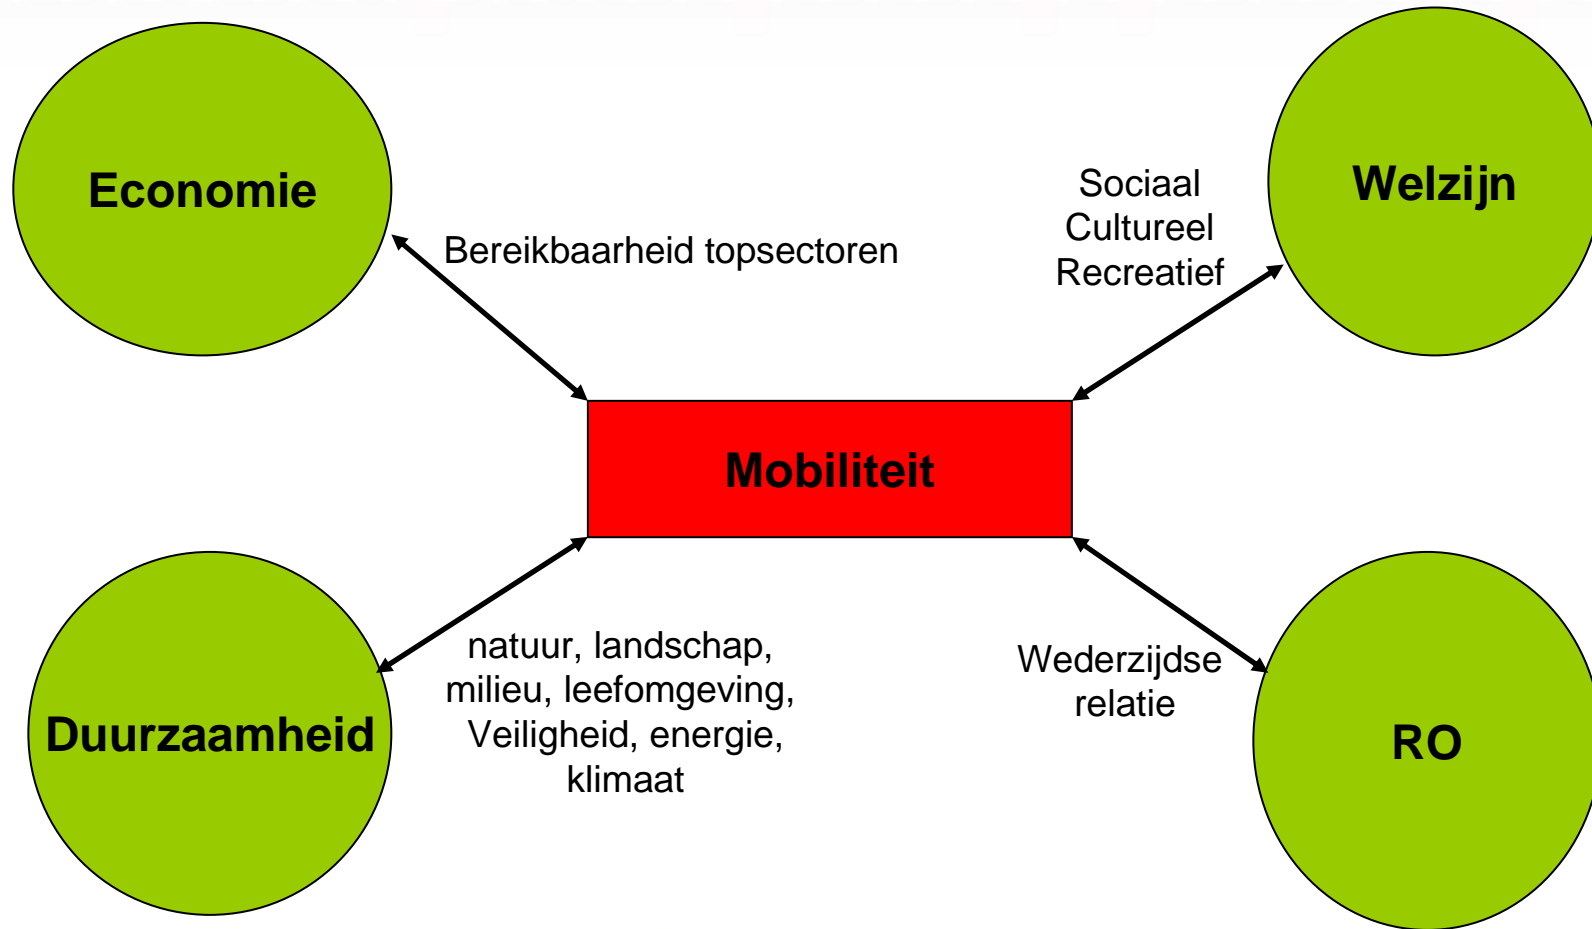 Economie
Bereikbaarheid topsectoren
Sociaal
Cultureel
Recreatief
Welzijn
Mobiliteit
Duurzaamheid
natuur, landschap,
milieu, leefomgeving,
Veiligheid, energie,
klimaat
Wederzijdse
relatie
RO